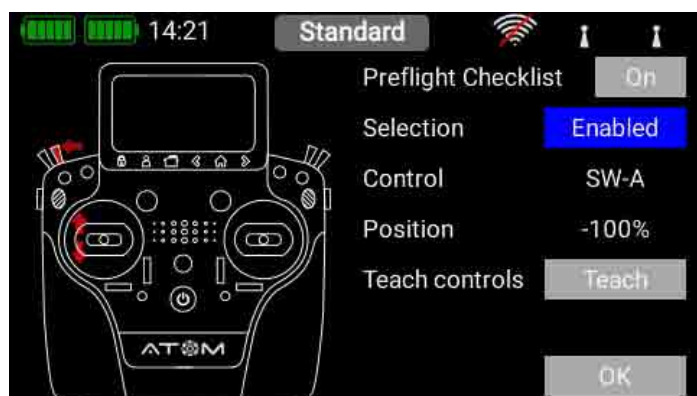 14:21 Standard
Preflight Checklist On
Selection Enabled
Control SW-A
Position -100%
Teach controls Teach
ATOM
OK